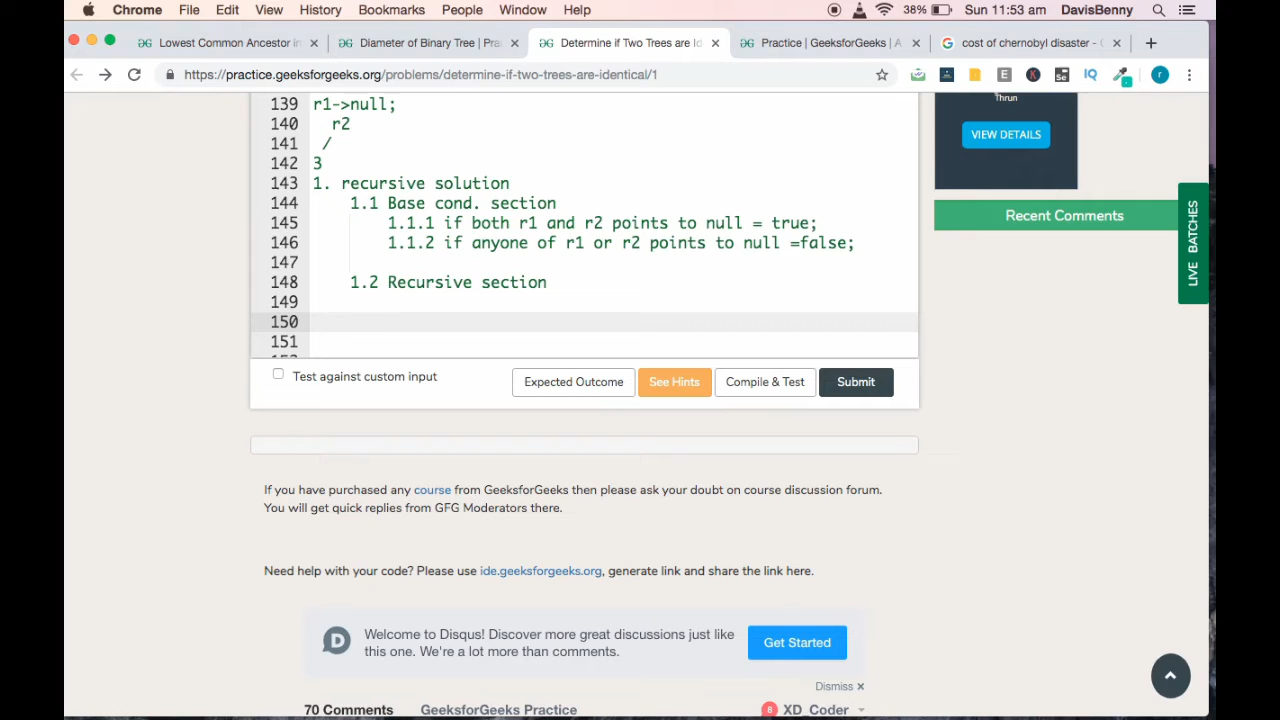 Chrome File Edit View History Bookmarks People Window Help 38% Sun 11:53 am DavisBenny
Lowest Common Ancestor in
Diameter of Binary Tree | Pra
Determine if Two Trees are Id
Practice | GeeksforGeeks | A
cost of chernobyl disaster -
https://practice.geeksforgeeks.org/problems/determine-if-two-trees-are-identical/1
139 r1->null;
140 r2
141 /
142 3
143 1. recursive solution
144 1.1 Base cond. section
145 1.1.1 if both r1 and r2 points to null = true;
146 1.1.2 if anyone of r1 or r2 points to null =false;
147
148 1.2 Recursive section
149
150
151
Thrun
VIEW DETAILS
Recent Comments
LIVE BATCHES
Test against custom input
Expected Outcome
See Hints
Compile & Test
Submit
If you have purchased any course from GeeksforGeeks then please ask your doubt on course discussion forum.
You will get quick replies from GFG Moderators there.
Need help with your code? Please use ide.geeksforgeeks.org, generate link and share the link here.
Welcome to Disqus! Discover more great discussions just like
this one. We're a lot more than comments.
Get Started
Dismiss ×
70 Comments GeeksforGeeks Practice 8 XD_Coder